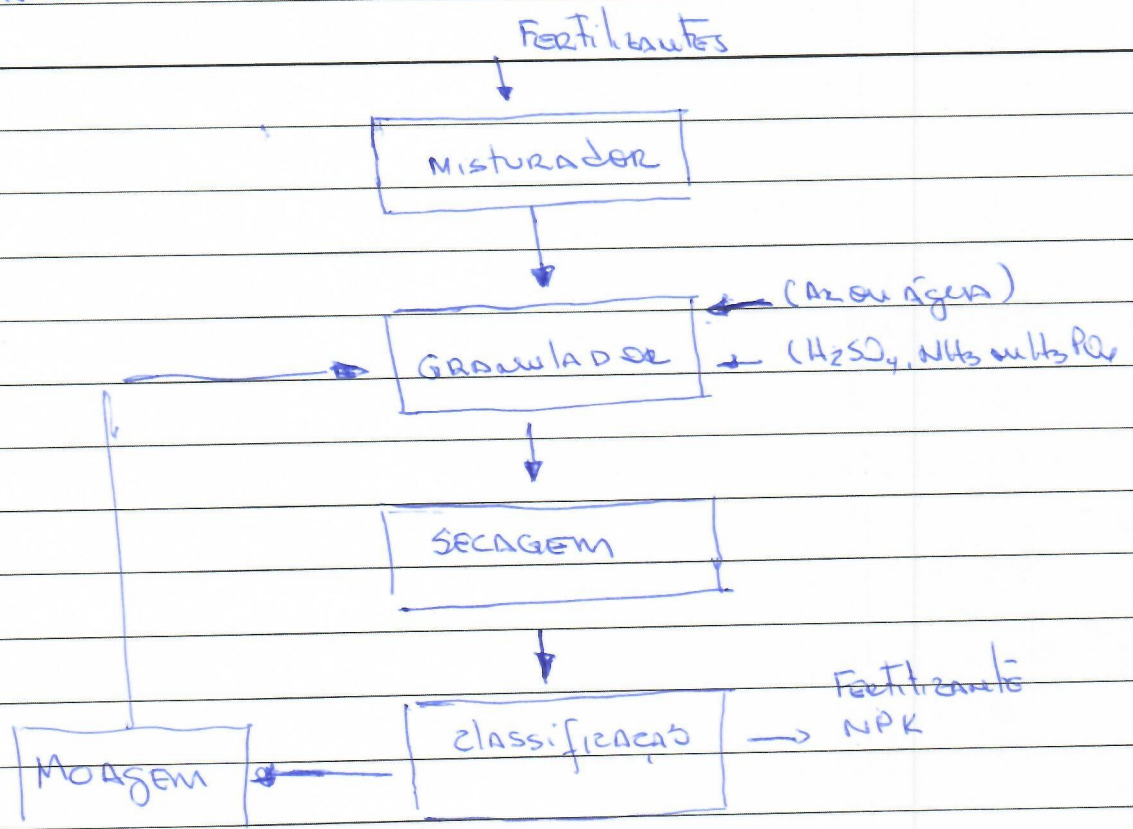 FERTILIZANTES
MISTURADOR
(AR OU ÁGUA)
GRANULADOR
(H2SO4, NH3 ou H3PO4
SECAGEM
FERTILIZANTE
NPK
CLASSIFICAÇÃO
MOAGEM